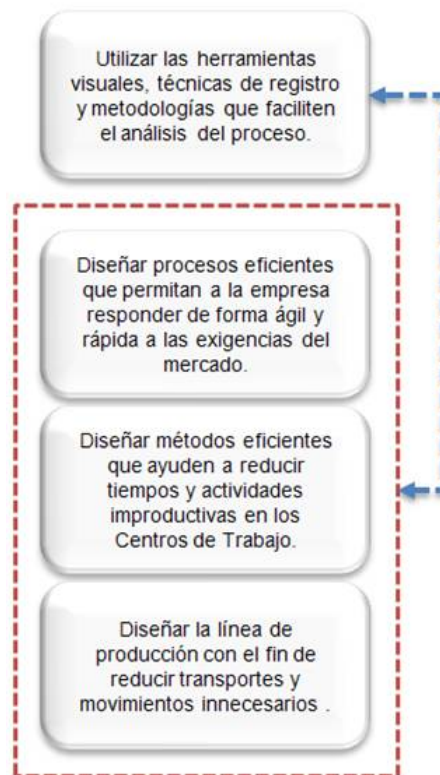 Utilizar las herramientas
visuales, técnicas de registro
y metodologías que faciliten
el análisis del proceso.
Diseñar procesos eficientes
que permitan a la empresa
responder de forma ágil y
rápida a las exigencias del
mercado.
Diseñar métodos eficientes
que ayuden a reducir
tiempos y actividades
improductivas en los
Centros de Trabajo.
Diseñar la línea de
producción con el fin de
reducir transportes y
movimientos innecesarios .